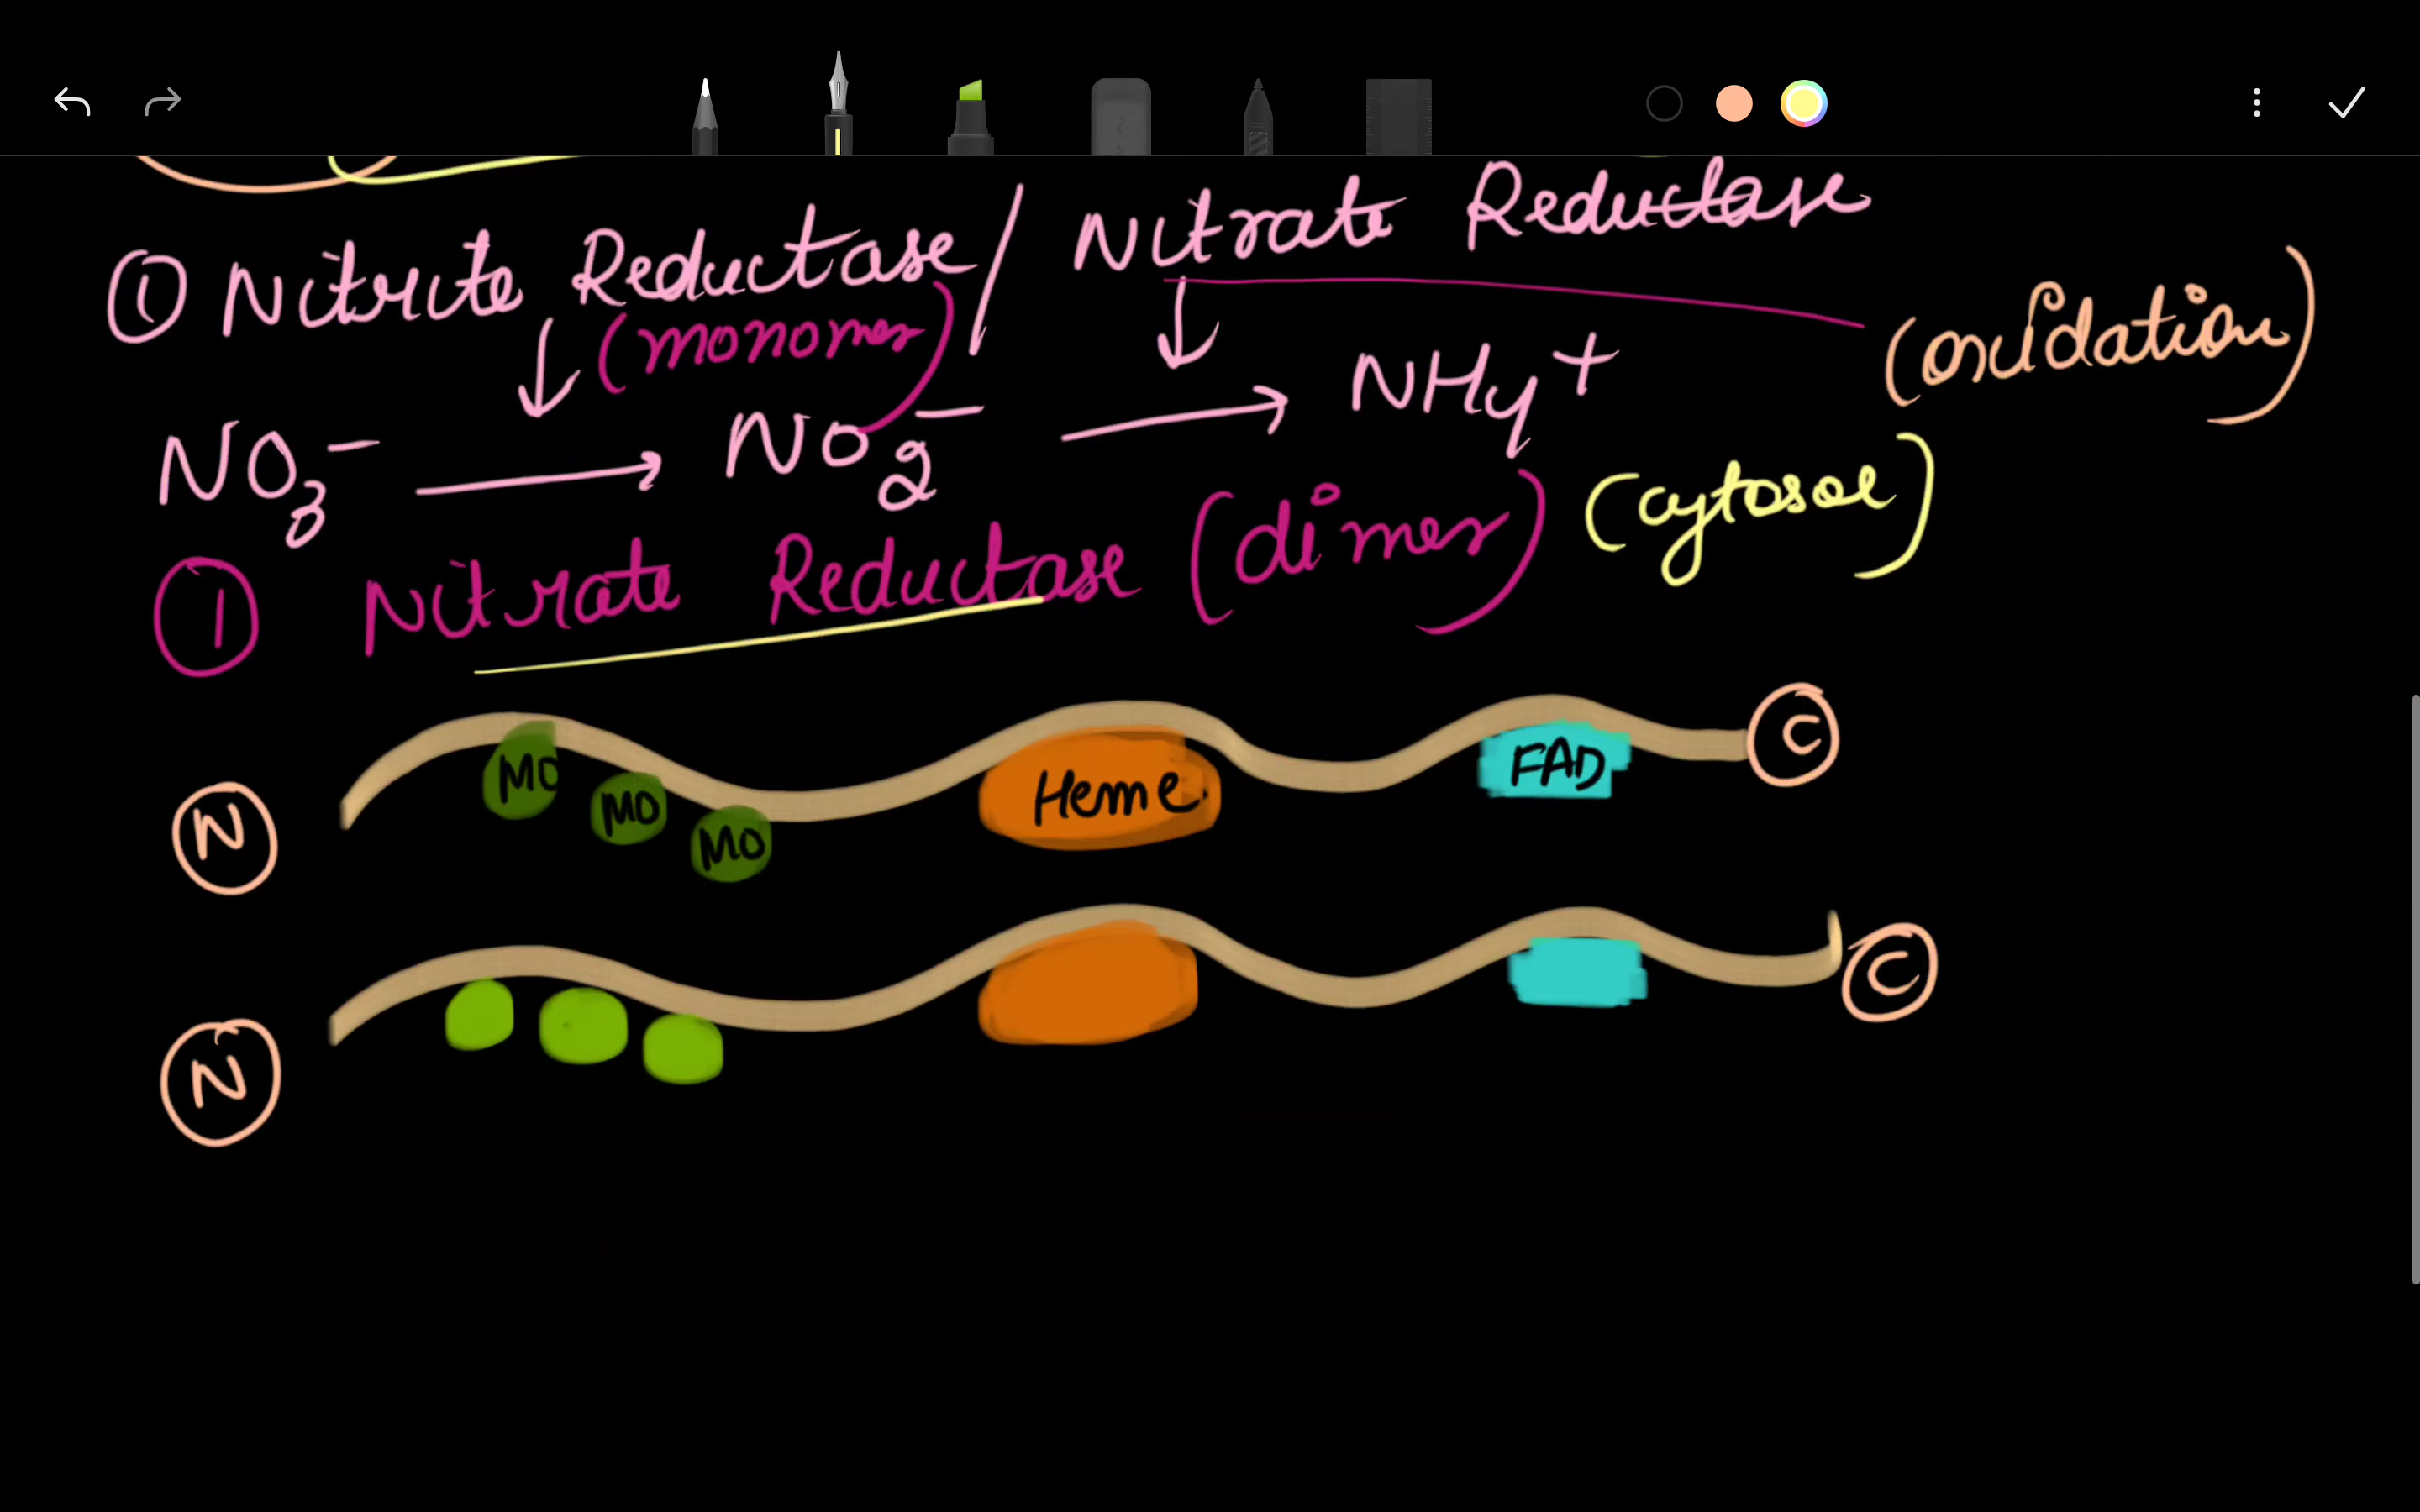 ① Nitrite Reductase / Nitrate Reductase
(monomer) (oxidation)
NO₃⁻ → NO₂⁻ → NH₄⁺
① Nitrate Reductase (dimer) (cytosol)
MO MO MO Heme FAD C
N
C
N